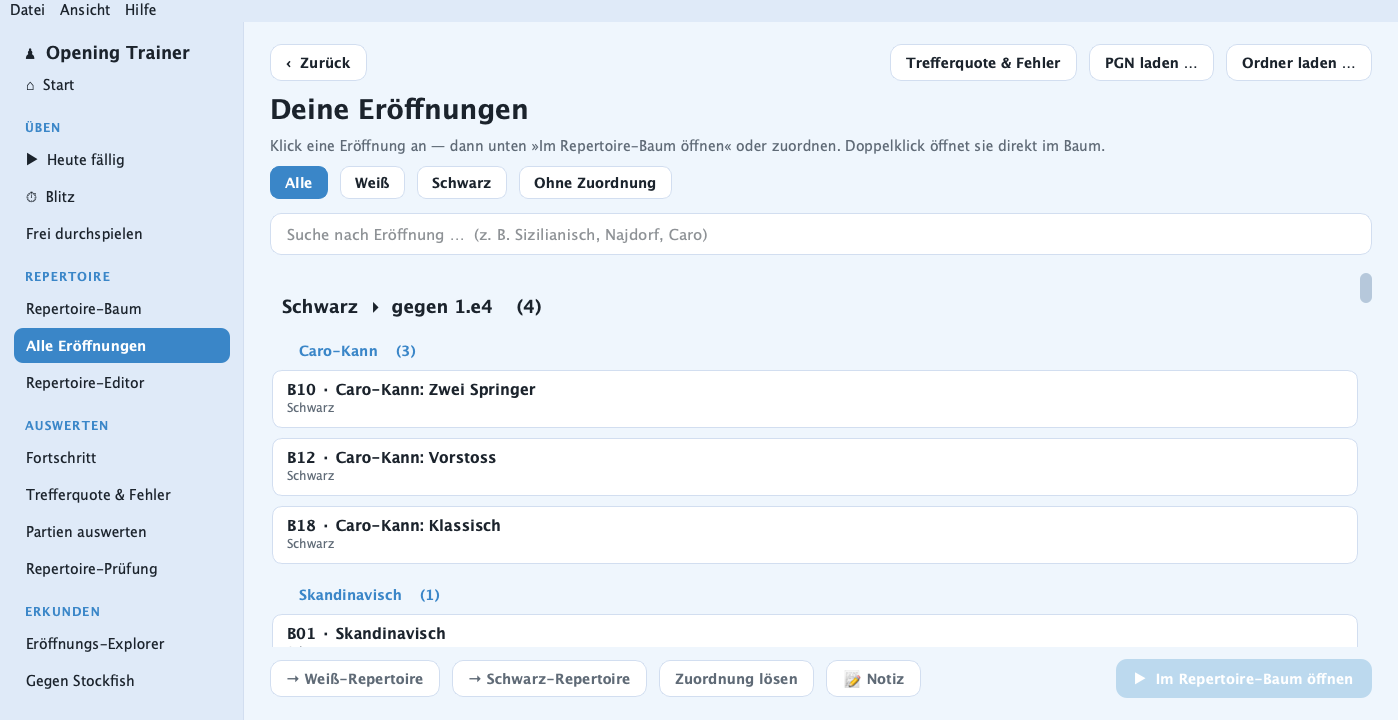 Datei Ansicht Hilfe
Opening Trainer
Start
ÜBEN
Heute fällig
Blitz
Frei durchspielen
REPERTOIRE
Repertoire-Baum
Alle Eröffnungen
Repertoire-Editor
AUSWERTEN
Fortschritt
Trefferquote & Fehler
Partien auswerten
Repertoire-Prüfung
ERKUNDEN
Eröffnungs-Explorer
Gegen Stockfish
‹ Zurück
Trefferquote & Fehler
PGN laden …
Ordner laden …
Deine Eröffnungen
Klick eine Eröffnung an — dann unten »Im Repertoire-Baum öffnen« oder zuordnen. Doppelklick öffnet sie direkt im Baum.
Alle
Weiß
Schwarz
Ohne Zuordnung
Suche nach Eröffnung … (z. B. Sizilianisch, Najdorf, Caro)
Schwarz ▸ gegen 1.e4 (4)
Caro-Kann (3)
B10 · Caro-Kann: Zwei Springer
Schwarz
B12 · Caro-Kann: Vorstoss
Schwarz
B18 · Caro-Kann: Klassisch
Schwarz
Skandinavisch (1)
B01 · Skandinavisch
→ Weiß-Repertoire
→ Schwarz-Repertoire
Zuordnung lösen
📝 Notiz
▶ Im Repertoire-Baum öffnen